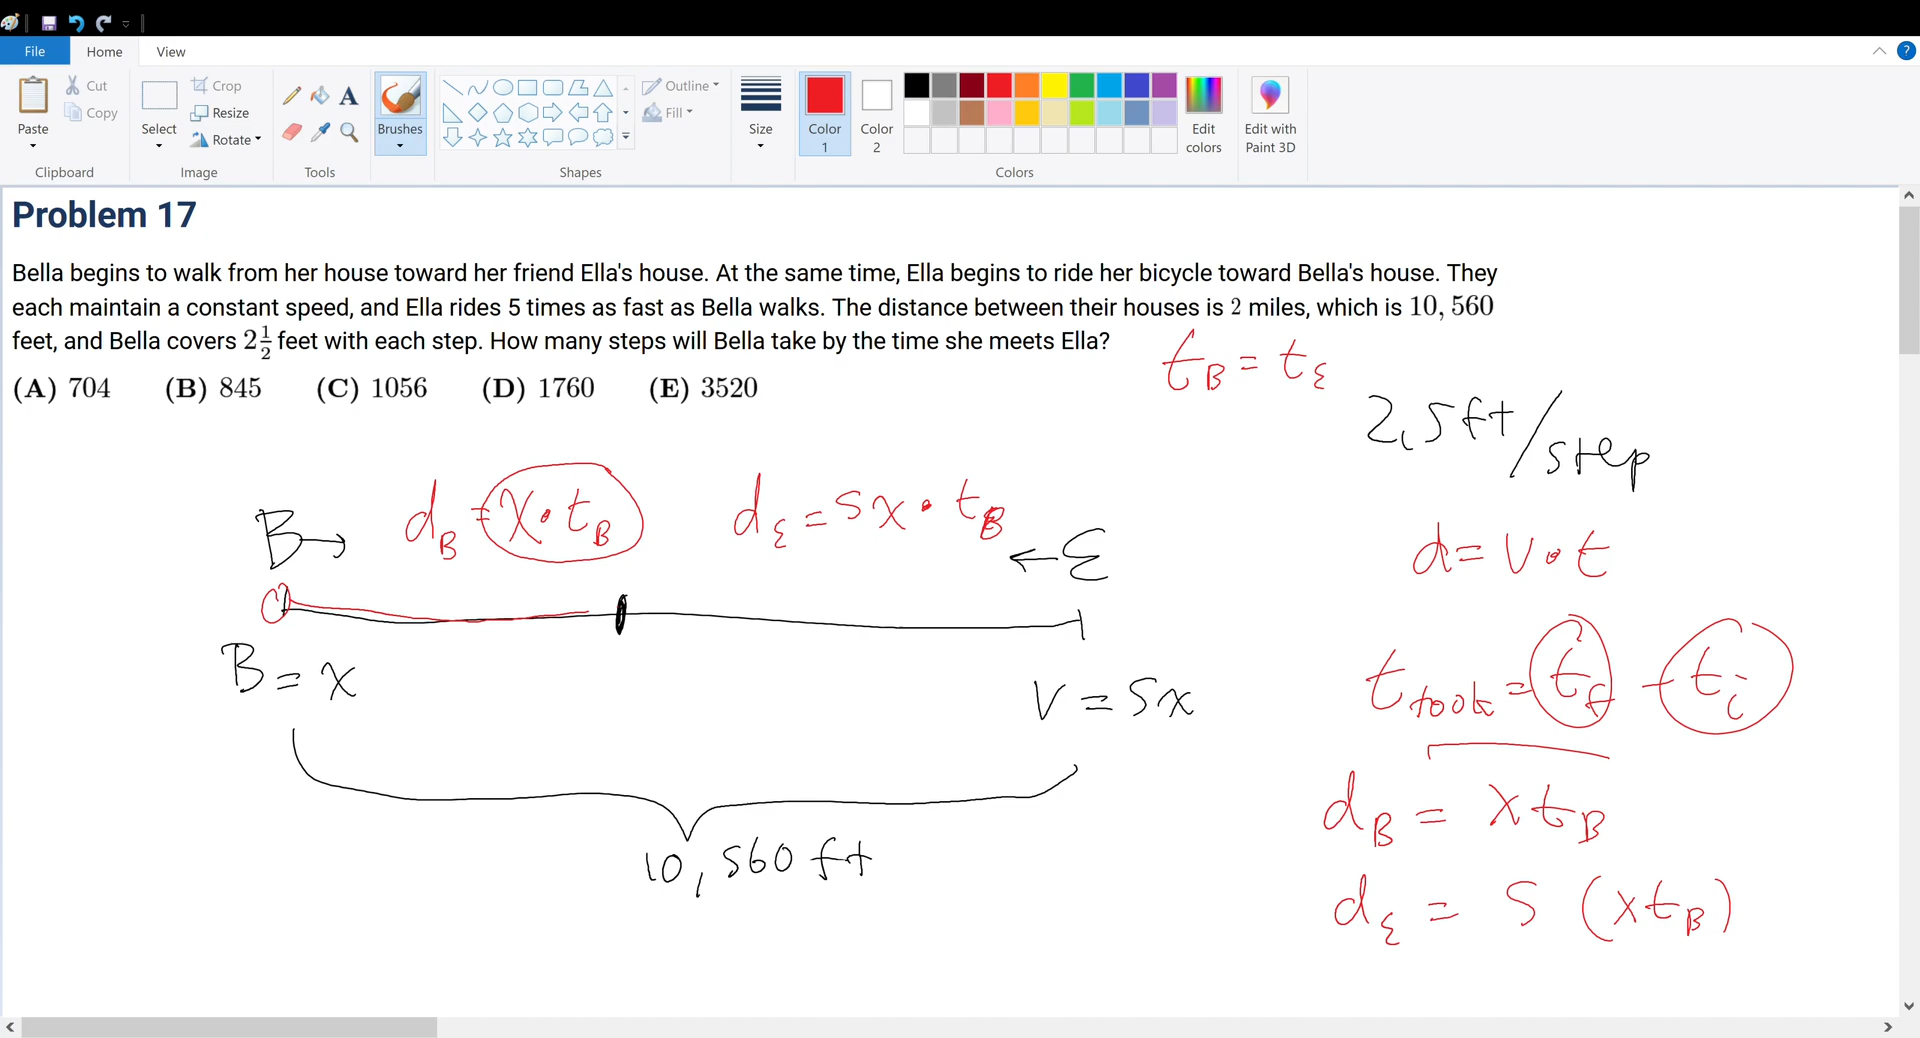 File Home View
Paste Cut Copy Select Crop Resize Rotate Brushes Outline Fill Size Color 1 Color 2 Edit colors Edit with Paint 3D
Clipboard Image Tools Shapes Colors
Problem 17
Bella begins to walk from her house toward her friend Ella's house. At the same time, Ella begins to ride her bicycle toward Bella's house. They
each maintain a constant speed, and Ella rides 5 times as fast as Bella walks. The distance between their houses is 2 miles, which is 10,560
feet, and Bella covers 2 1/2 feet with each step. How many steps will Bella take by the time she meets Ella?
(A) 704 (B) 845 (C) 1056 (D) 1760 (E) 3520
t_B = t_E
2.5 ft/step
B → d_B = x · t_B d_E = 5x · t_B ← E
d = v · t
B = x
v = 5x
t_took = t_f - t_i
10,560 ft
d_B = x t_B
d_E = 5 (x t_B)